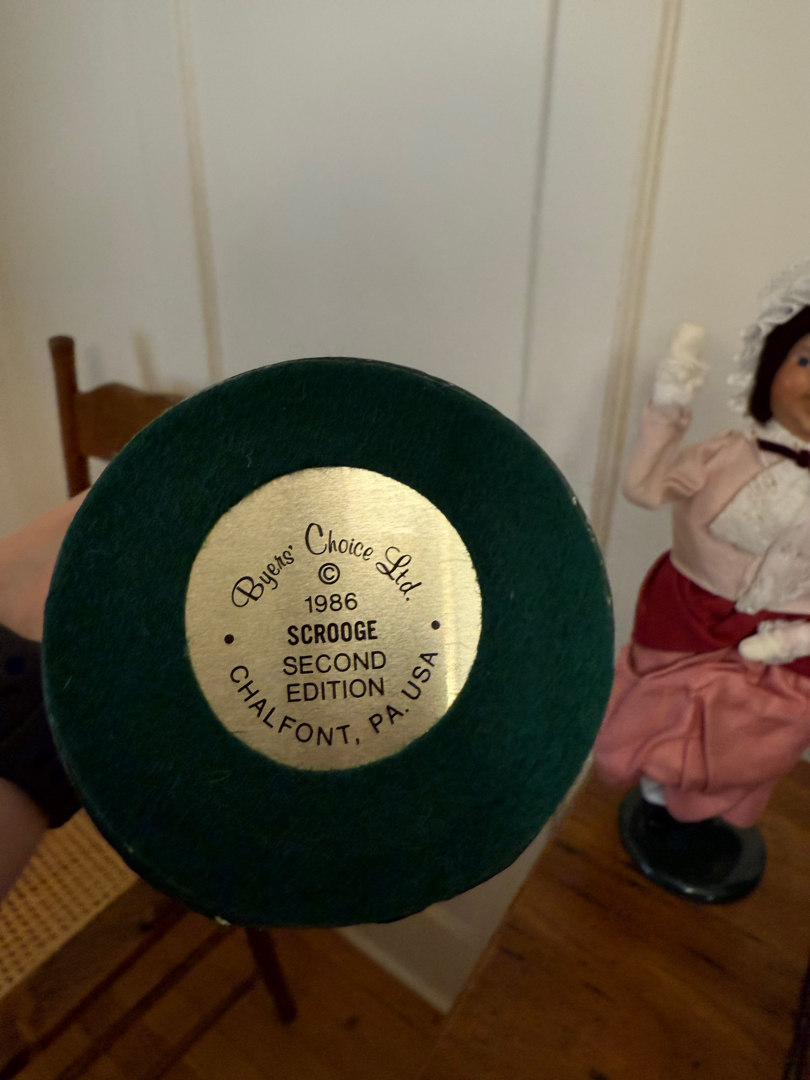 Byers' Choice Ltd.
©
1986
SCROOGE
SECOND
EDITION
CHALFONT, PA. USA